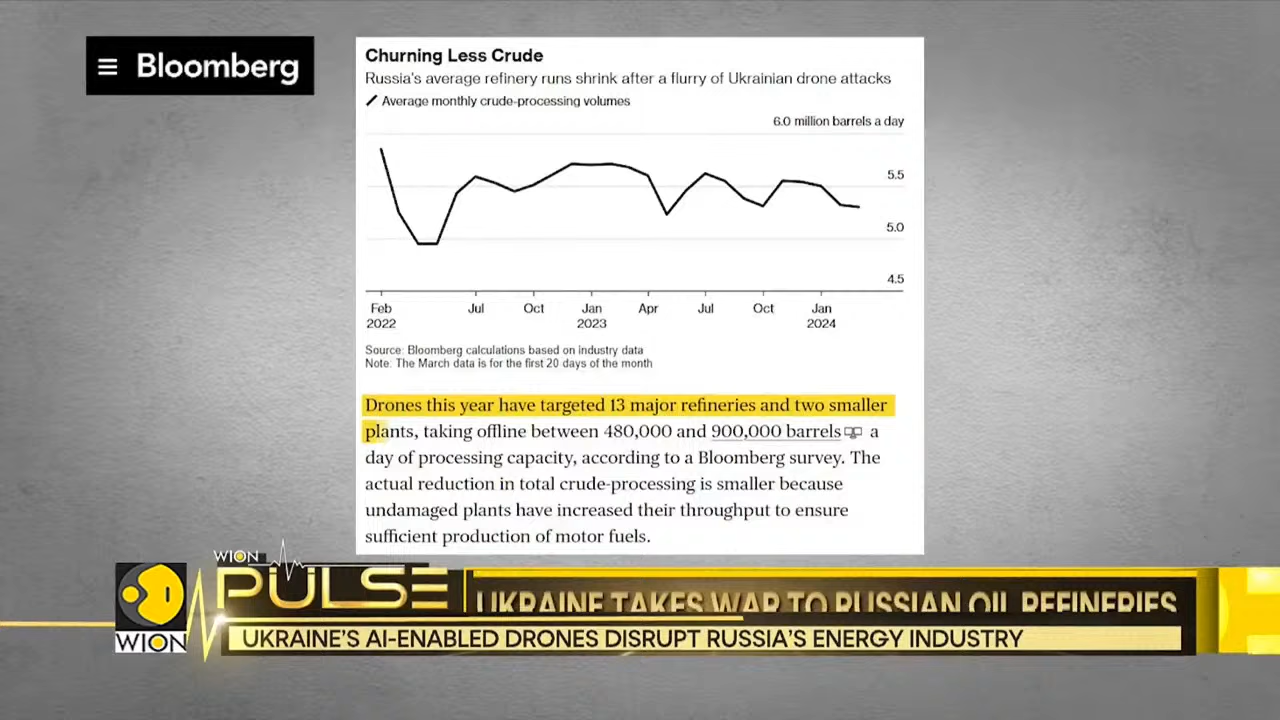 Bloomberg
Churning Less Crude
Russia's average refinery runs shrink after a flurry of Ukrainian drone attacks
Average monthly crude-processing volumes
6.0 million barrels a day
5.5
5.0
4.5
Feb Jul Oct Jan Apr Jul Oct Jan
2022 2023 2024
Source: Bloomberg calculations based on industry data
Note: The March data is for the first 20 days of the month
Drones this year have targeted 13 major refineries and two smaller
plants, taking offline between 480,000 and 900,000 barrels a
day of processing capacity, according to a Bloomberg survey. The
actual reduction in total crude-processing is smaller because
undamaged plants have increased their throughput to ensure
sufficient production of motor fuels.
WION
PULSE
UKRAINE TAKES WAR TO RUSSIAN OIL REFINERIES
WION
UKRAINE'S AI-ENABLED DRONES DISRUPT RUSSIA'S ENERGY INDUSTRY